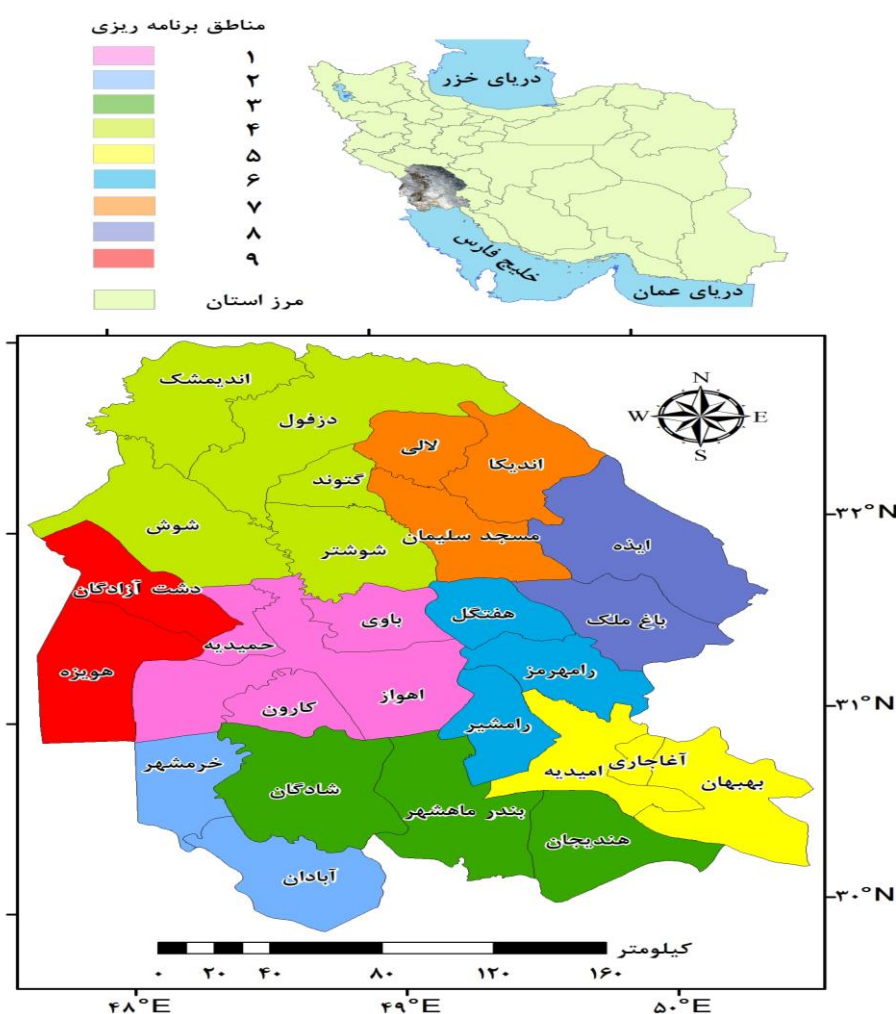 مناطق برنامه ریزی
۱
۲
۳
۴
۵
۶
۷
۸
۹
مرز استان
دریای خزر
خلیج فارس
دریای عمان
اندیمشک
دزفول
لالی
اندیکا
گتوند
شوش
شوشتر
مسجد سلیمان
ایذه
دشت آزادگان
باوی
هفتگل
باغ ملک
حمیدیه
هویزه
اهواز
کارون
رامهرمز
رامشیر
خرمشهر
شادگان
بندر ماهشهر
امیدیه
آغاجاری
بهبهان
هندیجان
آبادان
N
W
E
S
۳۲°N
۳۱°N
۳۰°N
کیلومتر
۰ ۲۰ ۴۰ ۸۰ ۱۲۰ ۱۶۰
۴۸°E ۴۹°E ۵۰°E